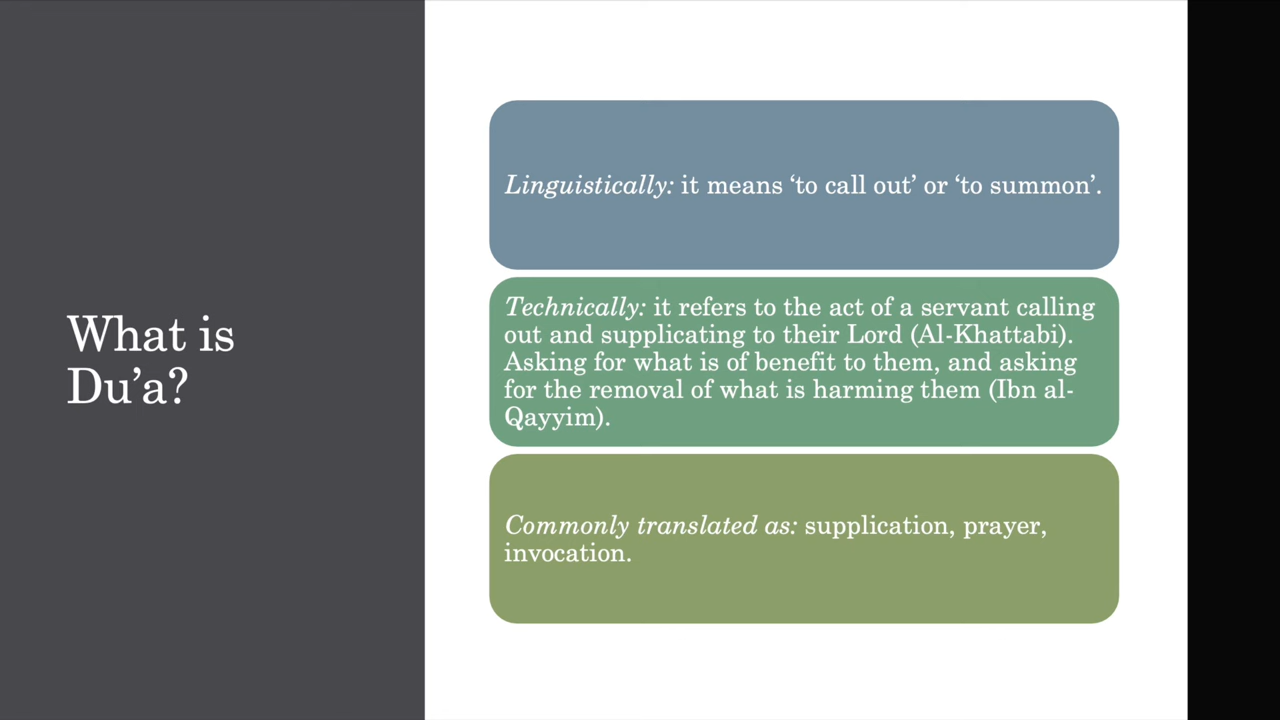 What is
Du’a?
Linguistically: it means ‘to call out’ or ‘to summon’.
Technically: it refers to the act of a servant calling
out and supplicating to their Lord (Al-Khattabi).
Asking for what is of benefit to them, and asking
for the removal of what is harming them (Ibn al-
Qayyim).
Commonly translated as: supplication, prayer,
invocation.